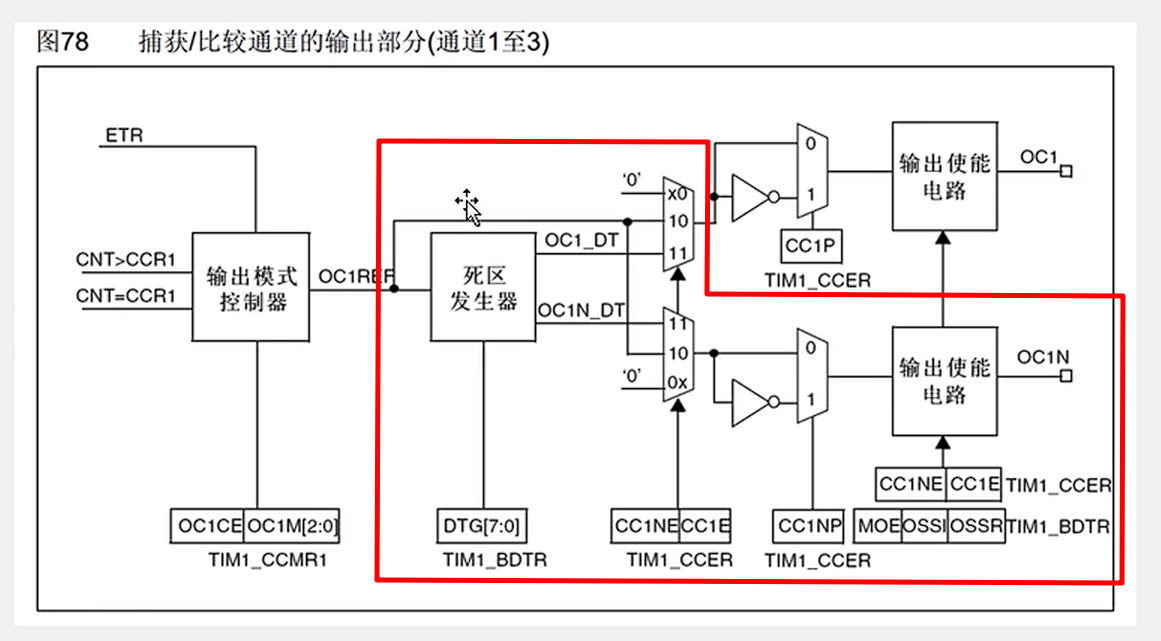 图78 捕获/比较通道的输出部分(通道1至3)
ETR
CNT>CCR1
CNT=CCR1
输出模式
控制器
OC1REF
死区
发生器
OC1_DT
OC1N_DT
‘0’
x0
10
11
11
10
‘0’
0x
0
1
CC1P
TIM1_CCER
0
1
输出使能
电路
OC1
输出使能
电路
OC1N
CC1NE CC1E TIM1_CCER
OC1CE OC1M[2:0]
TIM1_CCMR1
DTG[7:0]
TIM1_BDTR
CC1NE CC1E
TIM1_CCER
CC1NP
TIM1_CCER
MOE OSSI OSSR TIM1_BDTR